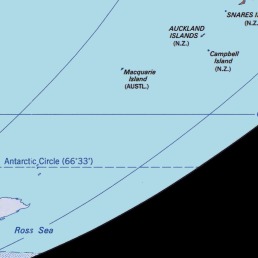 SNARES I
(N.Z.
AUCKLAND
ISLANDS
(N.Z.)
Campbell
Island
(N.Z.)
Macquarie
Island
(AUSTL.)
Antarctic Circle (66°33')
Ross Sea